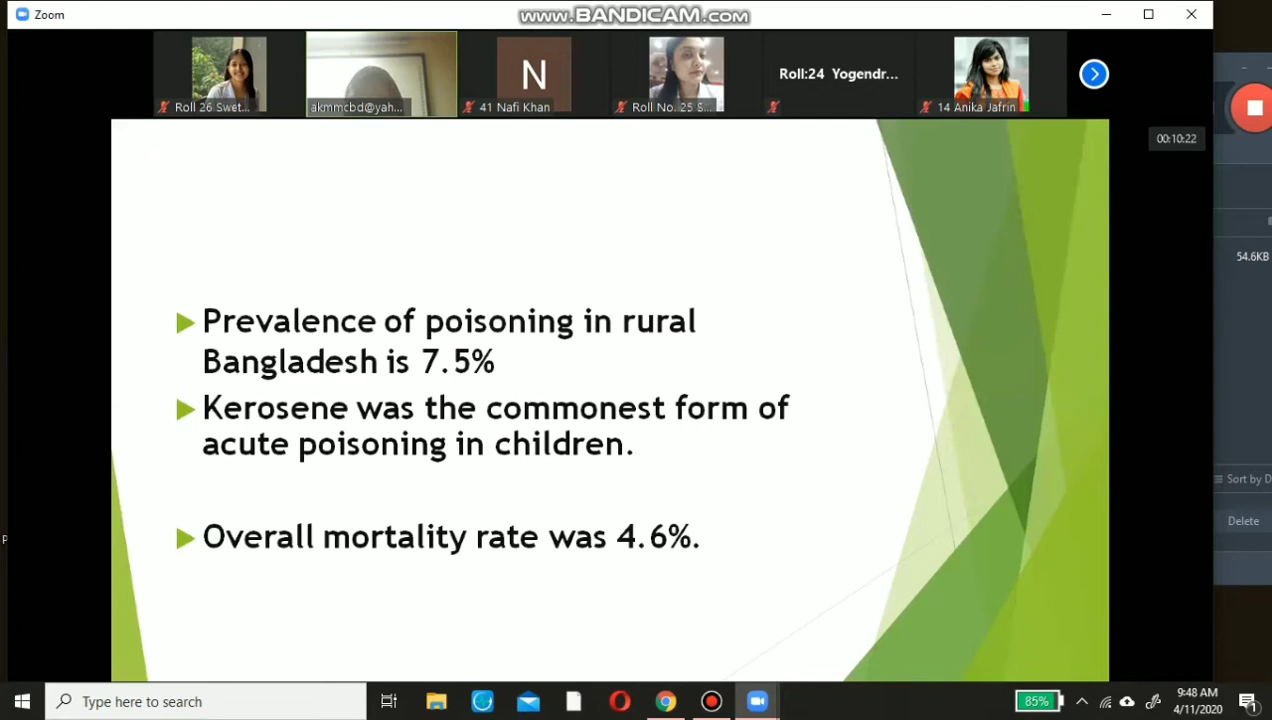 Zoom
www.BANDICAM.com
Roll 26 Swet...
akmmcbd@yah...
N
41 Nafi Khan
Roll No. 25 S...
Roll:24 Yogendr...
14 Anika Jafrin
00:10:22
Prevalence of poisoning in rural
Bangladesh is 7.5%
Kerosene was the commonest form of
acute poisoning in children.
Overall mortality rate was 4.6%.
54.6KB
Sort by D
Delete
P
Type here to search
85%
9:48 AM
4/11/2020
1